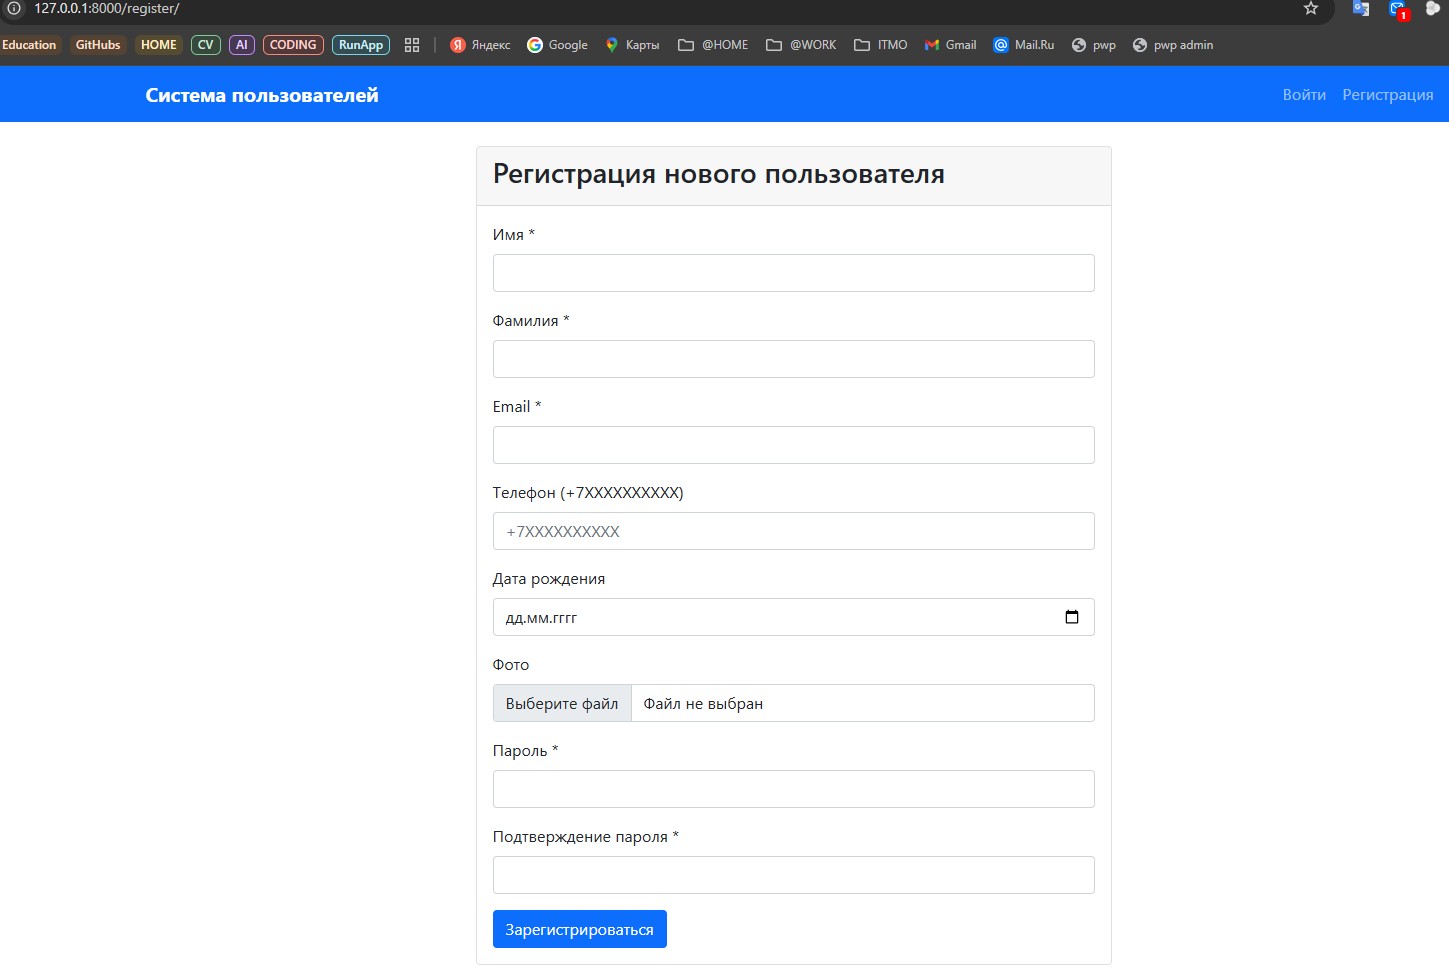 127.0.0.1:8000/register/
1
Education GitHubs HOME CV AI CODING RunApp Яндекс Google Карты @HOME @WORK ITMO Gmail Mail.Ru pwp pwp admin
Система пользователей Войти Регистрация
Регистрация нового пользователя
Имя *
Фамилия *
Email *
Телефон (+7XXXXXXXXXX)
+7XXXXXXXXXX
Дата рождения
дд.мм.гггг
Фото
Выберите файл Файл не выбран
Пароль *
Подтверждение пароля *
Зарегистрироваться